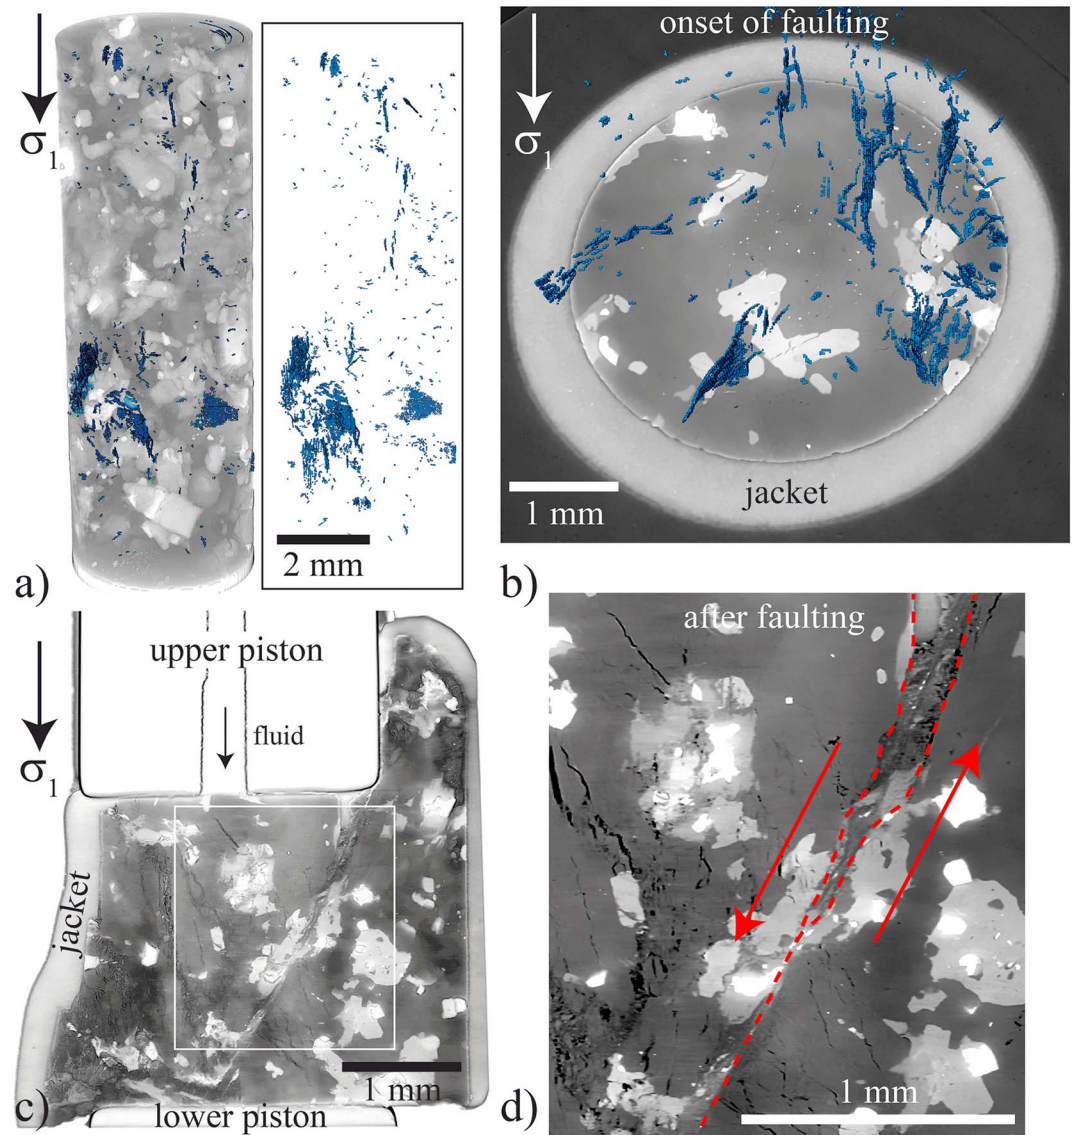 σ1
2 mm
a)
onset of faulting
σ1
1 mm
jacket
b)
σ1
upper piston
fluid
jacket
1 mm
lower piston
c)
after faulting
1 mm
d)